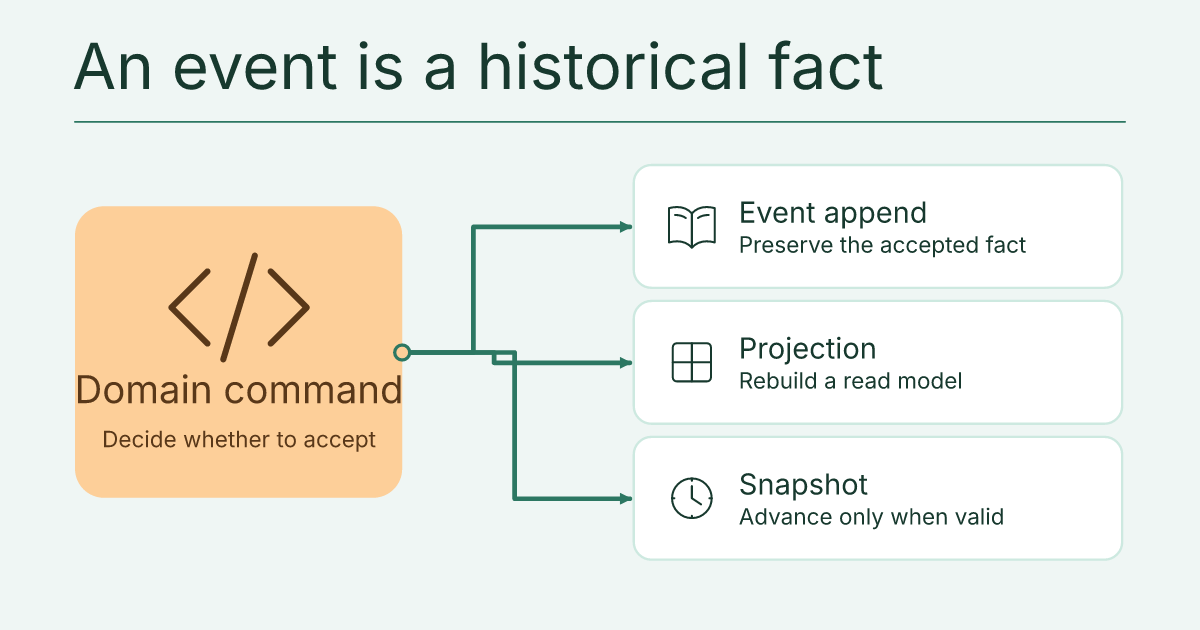 An event is a historical fact
Domain command
Decide whether to accept
Event append
Preserve the accepted fact
Projection
Rebuild a read model
Snapshot
Advance only when valid